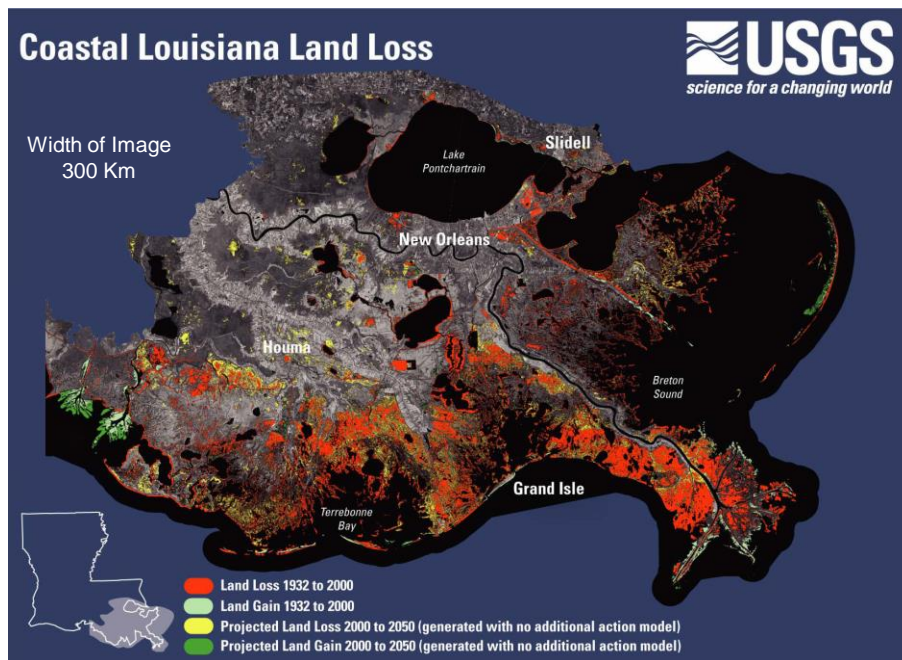 Coastal Louisiana Land Loss
USGS
science for a changing world
Width of Image
300 Km
Slidell
Lake
Pontchartrain
New Orleans
Houma
Breton
Sound
Grand Isle
Terrebonne
Bay
Land Loss 1932 to 2000
Land Gain 1932 to 2000
Projected Land Loss 2000 to 2050 (generated with no additional action model)
Projected Land Gain 2000 to 2050 (generated with no additional action model)